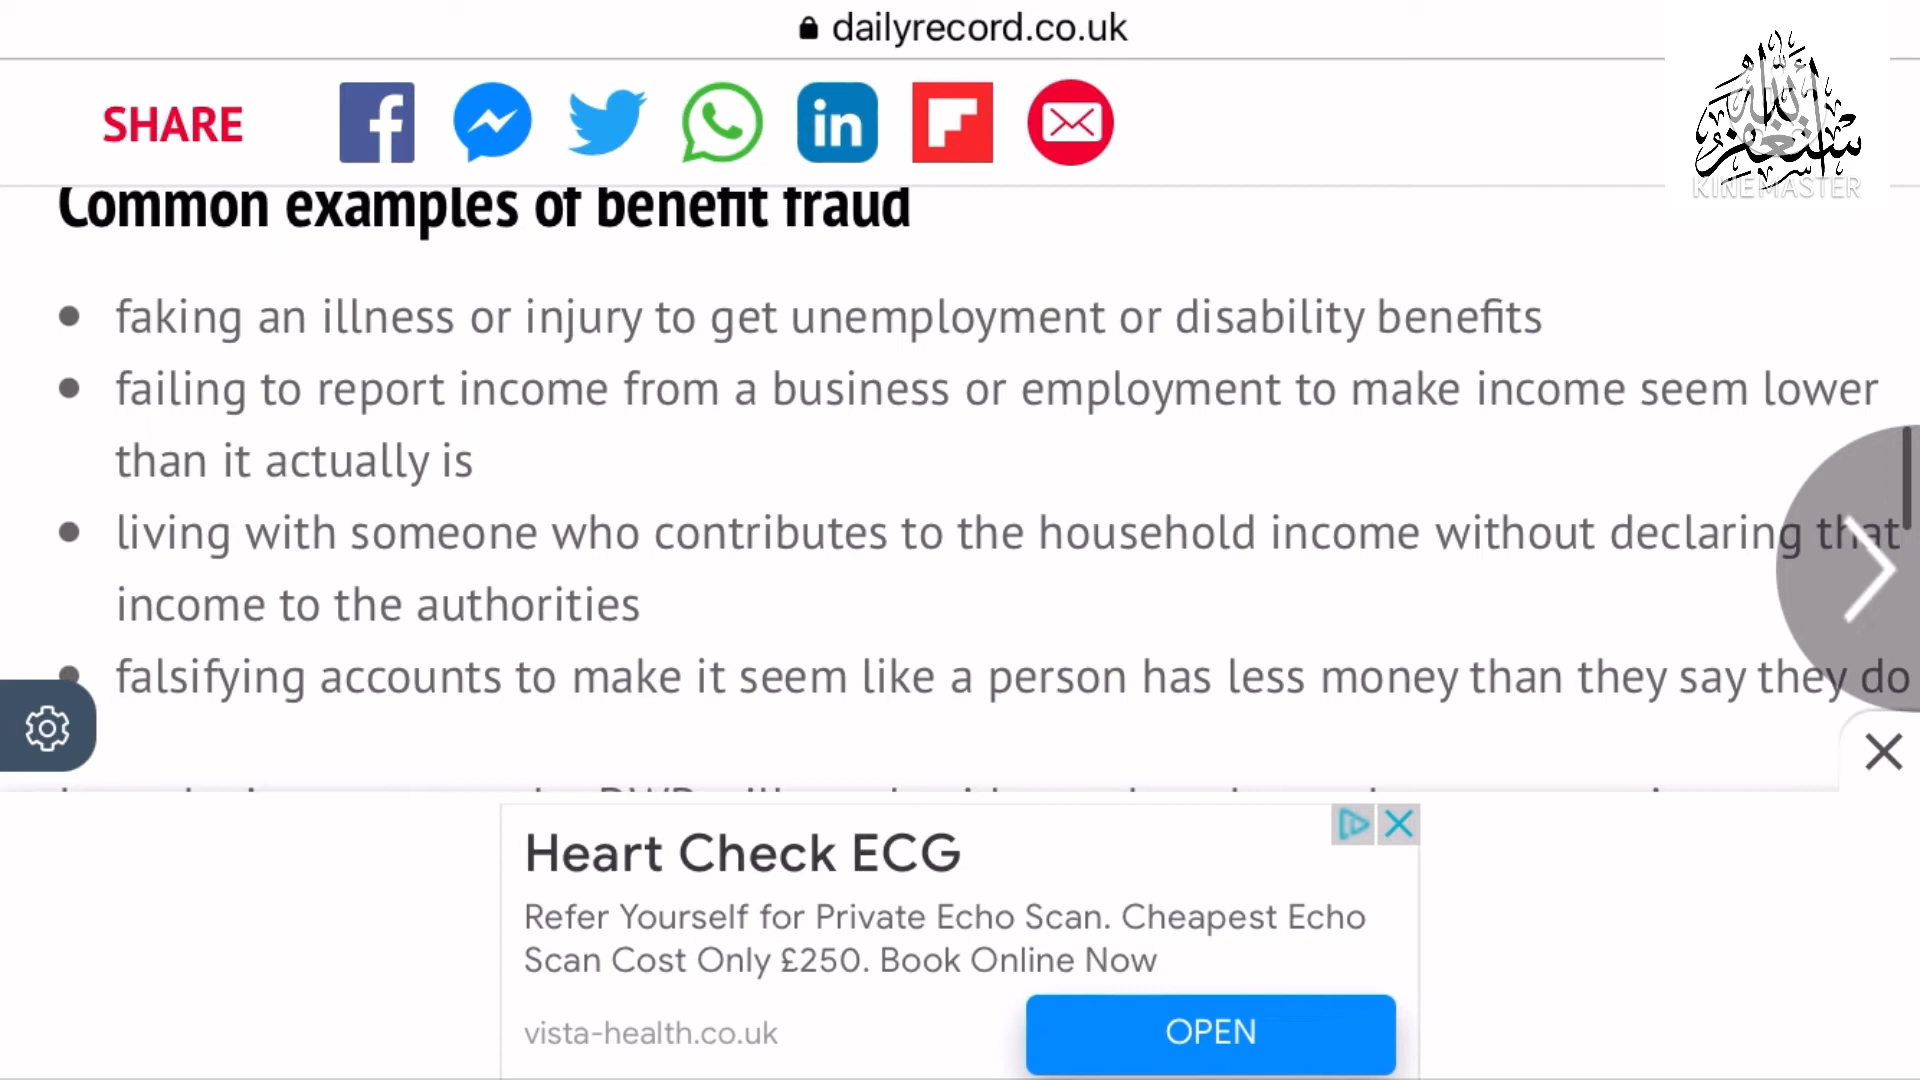 dailyrecord.co.uk
SHARE
أستغفر الله
KINEMASTER
Common examples of benefit fraud
faking an illness or injury to get unemployment or disability benefits
failing to report income from a business or employment to make income seem lower
than it actually is
living with someone who contributes to the household income without declaring that
income to the authorities
falsifying accounts to make it seem like a person has less money than they say they do
Heart Check ECG
Refer Yourself for Private Echo Scan. Cheapest Echo
Scan Cost Only £250. Book Online Now
vista-health.co.uk
OPEN